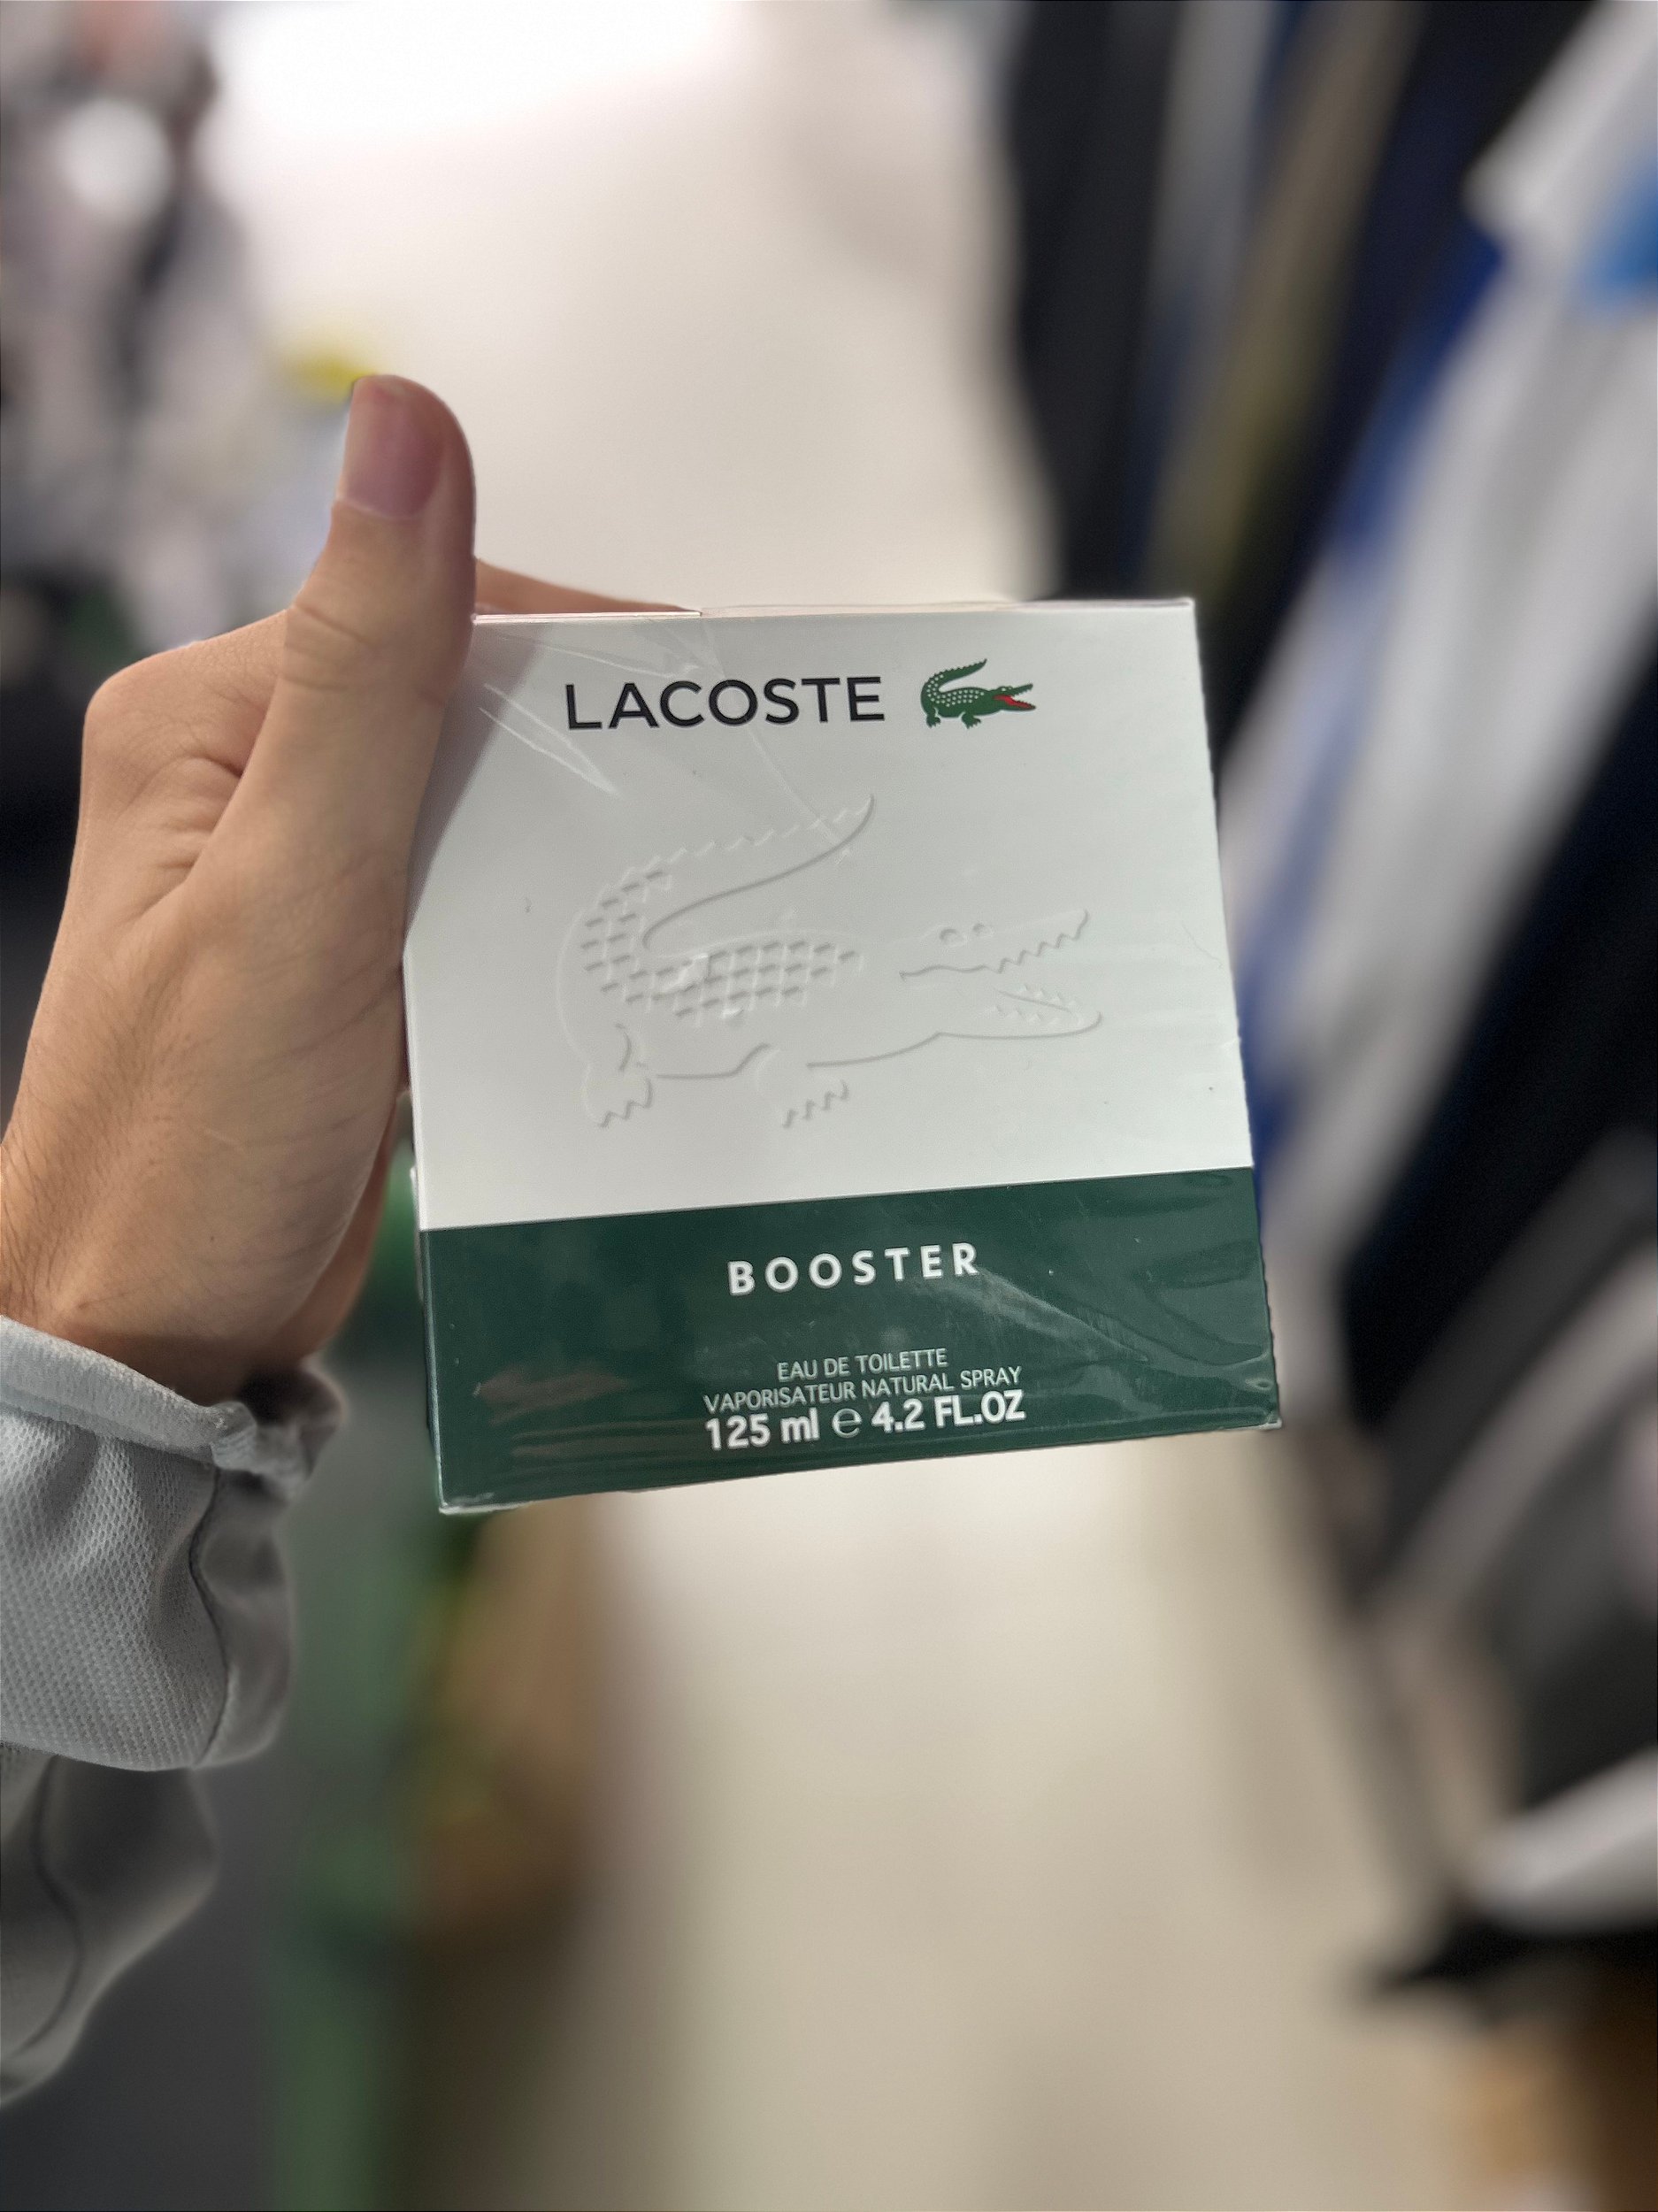 LACOSTE
BOOSTER
EAU DE TOILETTE
VAPORISATEUR NATURAL SPRAY
125 ml ℮ 4.2 FL.OZ